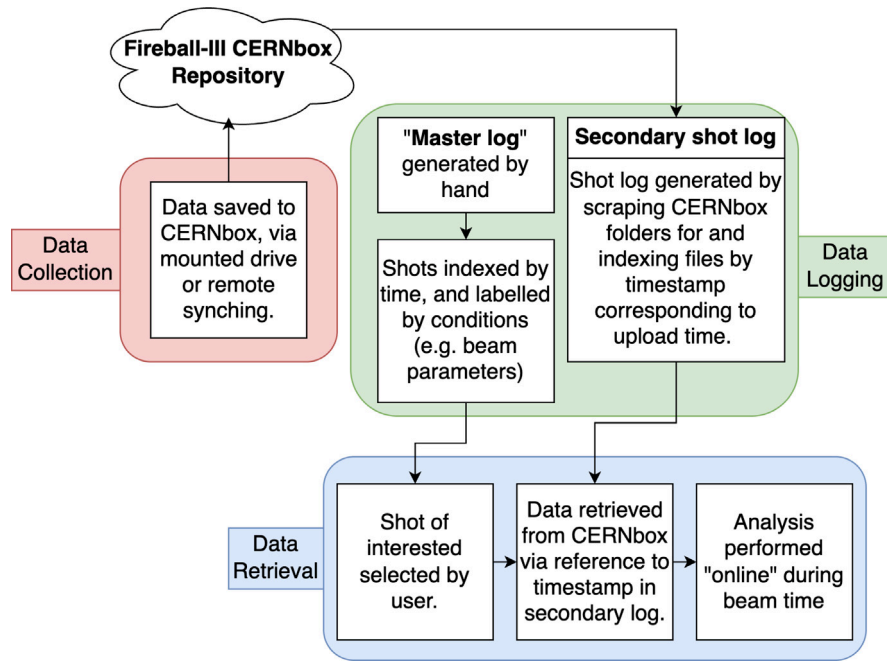 Fireball-III CERNbox
Repository
Data
Collection
Data saved to
CERNbox, via
mounted drive
or remote
synching.
"Master log"
generated by
hand
Shots indexed by
time, and labelled
by conditions
(e.g. beam
parameters)
Secondary shot log
Shot log generated by
scraping CERNbox
folders for and
indexing files by
timestamp
corresponding to
upload time.
Data
Logging
Data
Retrieval
Shot of
interested
selected by
user.
Data retrieved
from CERNbox
via reference to
timestamp in
secondary log.
Analysis
performed
"online" during
beam time